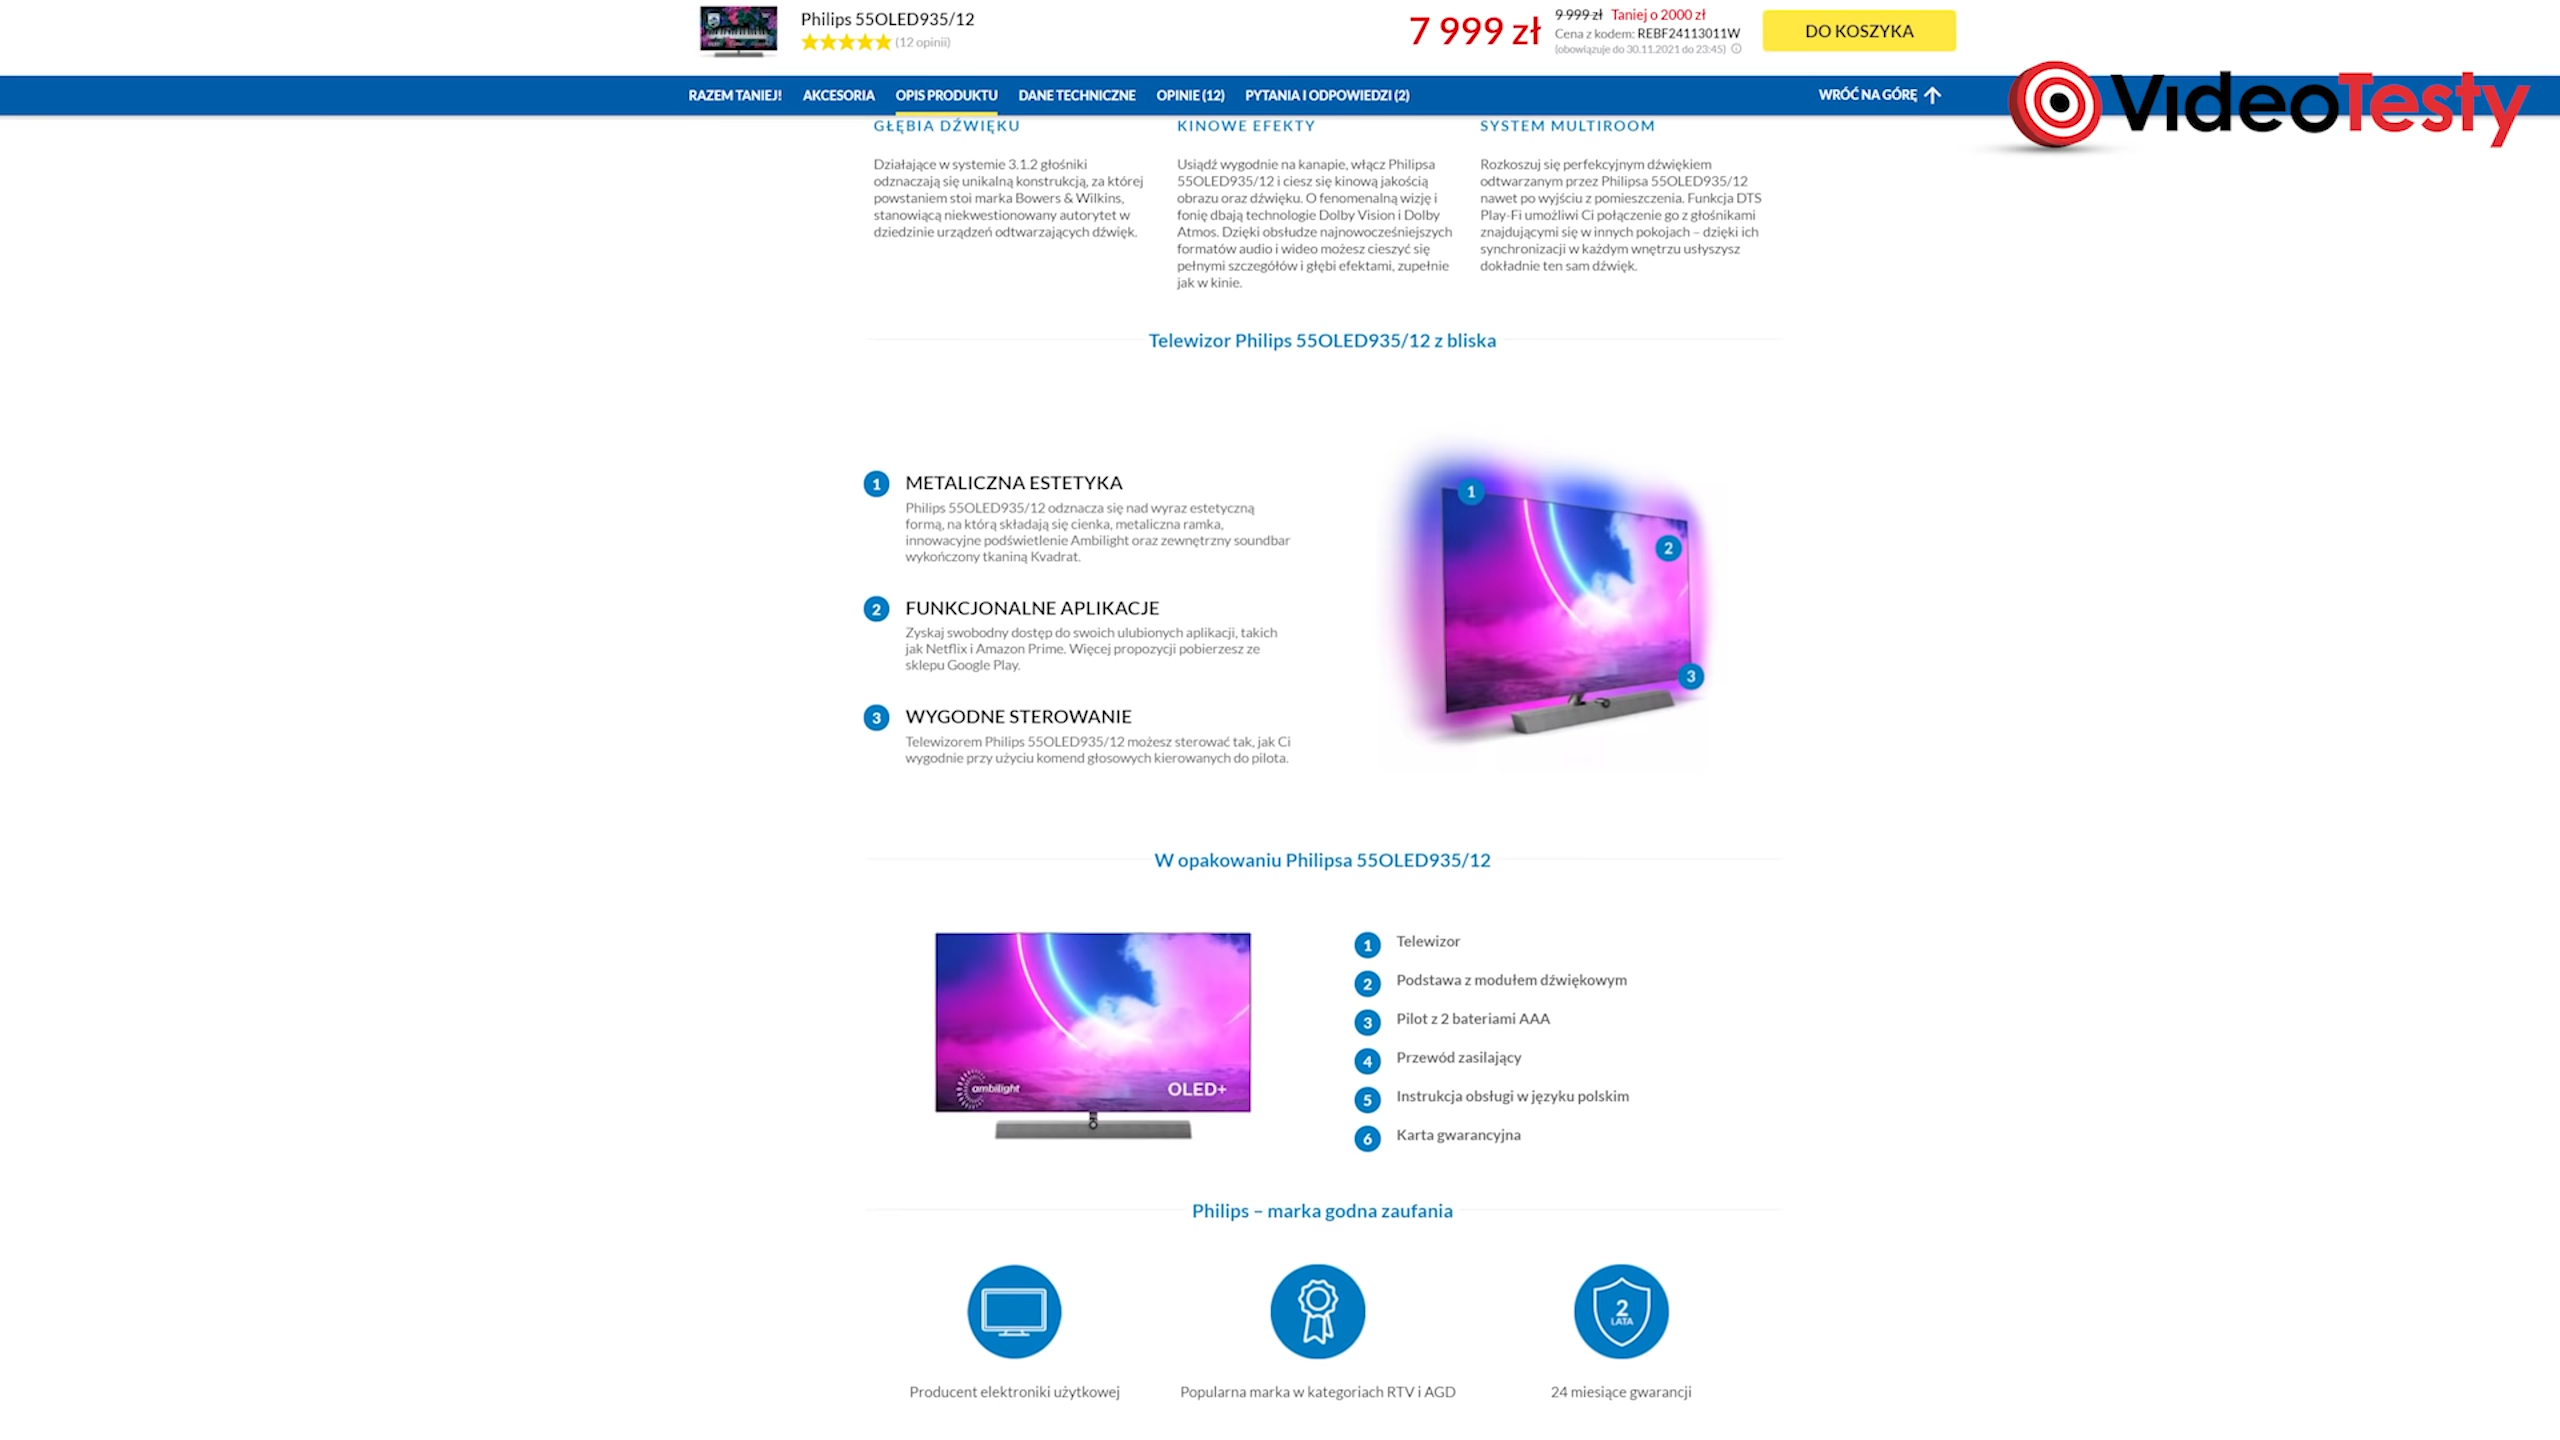 Philips 55OLED935/12
(12 opinii)
7 999 zł
9 999 zł Taniej o 2000 zł
Cena z kodem: REBF24113011W
(obowiązuje do 30.11.2021 do 23:45)
DO KOSZYKA
RAZEM TANIEJ! AKCESORIA OPIS PRODUKTU DANE TECHNICZNE OPINIE (12) PYTANIA I ODPOWIEDZI (2) WRÓĆ NA GÓRĘ
VideoTesty
GŁĘBIA DŹWIĘKU
Działające w systemie 3.1.2 głośniki
odznaczają się unikalną konstrukcją, za której
powstaniem stoi marka Bowers & Wilkins,
stanowiącą niekwestionowany autorytet w
dziedzinie urządzeń odtwarzających dźwięk.
KINOWE EFEKTY
Usiądź wygodnie na kanapie, włącz Philipsa
55OLED935/12 i ciesz się kinową jakością
obrazu oraz dźwięku. O fenomenalną wizję i
fonię dbają technologie Dolby Vision i Dolby
Atmos. Dzięki obsłudze najnowocześniejszych
formatów audio i wideo możesz cieszyć się
pełnymi szczegółów i głębi efektami, zupełnie
jak w kinie.
SYSTEM MULTIROOM
Rozkoszuj się perfekcyjnym dźwiękiem
odtwarzanym przez Philipsa 55OLED935/12
nawet po wyjściu z pomieszczenia. Funkcja DTS
Play-Fi umożliwi Ci połączenie go z głośnikami
znajdującymi się w innych pokojach – dzięki ich
synchronizacji w każdym wnętrzu usłyszysz
dokładnie ten sam dźwięk.
Telewizor Philips 55OLED935/12 z bliska
1 METALICZNA ESTETYKA
Philips 55OLED935/12 odznacza się nad wyraz estetyczną
formą, na którą składają się cienka, metaliczna ramka,
innowacyjne podświetlenie Ambilight oraz zewnętrzny soundbar
wykończony tkaniną Kvadrat.
2 FUNKCJONALNE APLIKACJE
Zyskaj swobodny dostęp do swoich ulubionych aplikacji, takich
jak Netflix i Amazon Prime. Więcej propozycji pobierzesz ze
sklepu Google Play.
3 WYGODNE STEROWANIE
Telewizorem Philips 55OLED935/12 możesz sterować tak, jak Ci
wygodnie przy użyciu komend głosowych kierowanych do pilota.
1
2
3
W opakowaniu Philipsa 55OLED935/12
ambilight OLED+
1 Telewizor
2 Podstawa z modułem dźwiękowym
3 Pilot z 2 bateriami AAA
4 Przewód zasilający
5 Instrukcja obsługi w języku polskim
6 Karta gwarancyjna
Philips – marka godna zaufania
2
LATA
Producent elektroniki użytkowej
Popularna marka w kategoriach RTV i AGD
24 miesiące gwarancji